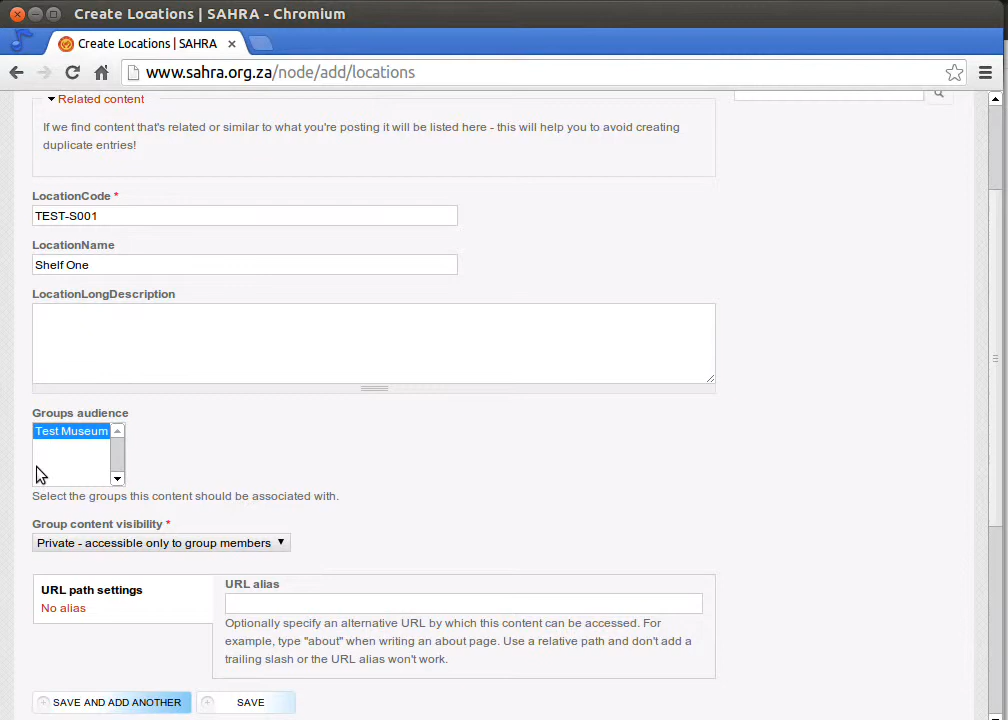 Create Locations | SAHRA - Chromium
Create Locations | SAHRA
www.sahra.org.za/node/add/locations
Related content
If we find content that's related or similar to what you're posting it will be listed here - this will help you to avoid creating
duplicate entries!
LocationCode *
TEST-S001
LocationName
Shelf One
LocationLongDescription
Groups audience
Test Museum
Select the groups this content should be associated with.
Group content visibility *
Private - accessible only to group members
URL path settings
No alias
URL alias
Optionally specify an alternative URL by which this content can be accessed. For
example, type "about" when writing an about page. Use a relative path and don't add a
trailing slash or the URL alias won't work.
SAVE AND ADD ANOTHER
SAVE